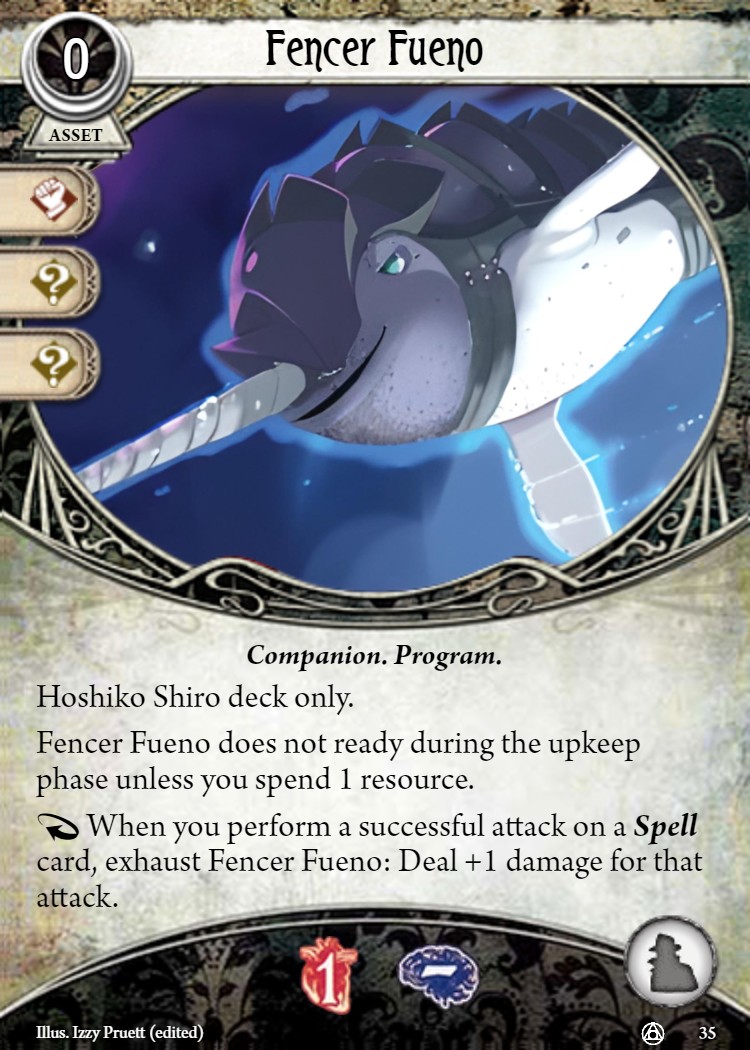 0
Fencer Fueno
ASSET
?
?
Companion. Program.
Hoshiko Shiro deck only.
Fencer Fueno does not ready during the upkeep
phase unless you spend 1 resource.
When you perform a successful attack on a Spell
card, exhaust Fencer Fueno: Deal +1 damage for that
attack.
1
-
Illus. Izzy Pruett (edited)
35